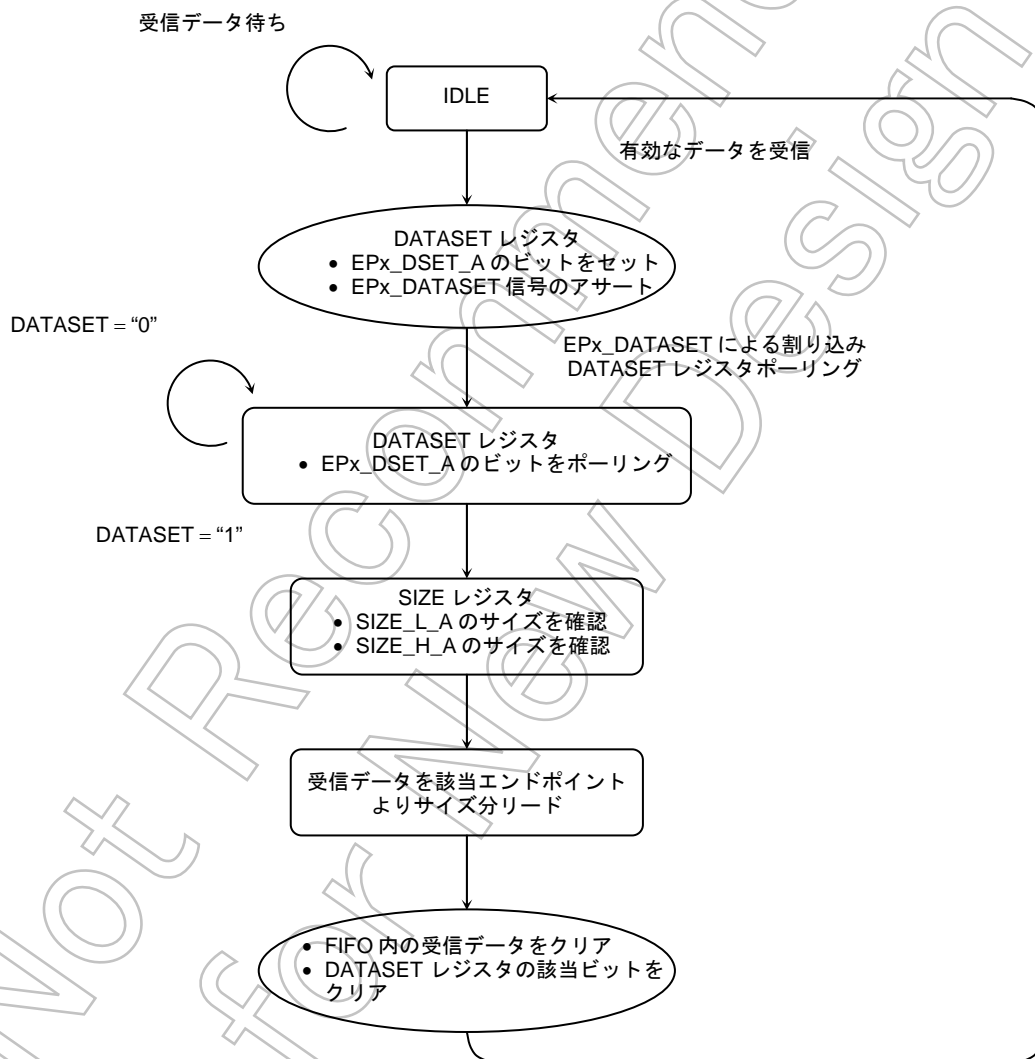 受信データ待ち
IDLE
有効なデータを受信
DATASET レジスタ
• EPx_DSET_A のビットをセット
• EPx_DATASET 信号のアサート
DATASET = “0”
EPx_DATASET による割り込み
DATASET レジスタポーリング
DATASET レジスタ
• EPx_DSET_A のビットをポーリング
DATASET = “1”
SIZE レジスタ
• SIZE_L_A のサイズを確認
• SIZE_H_A のサイズを確認
受信データを該当エンドポイント
よりサイズ分リード
• FIFO 内の受信データをクリア
• DATASET レジスタの該当ビットを
クリア
Not Recommen
for New Design